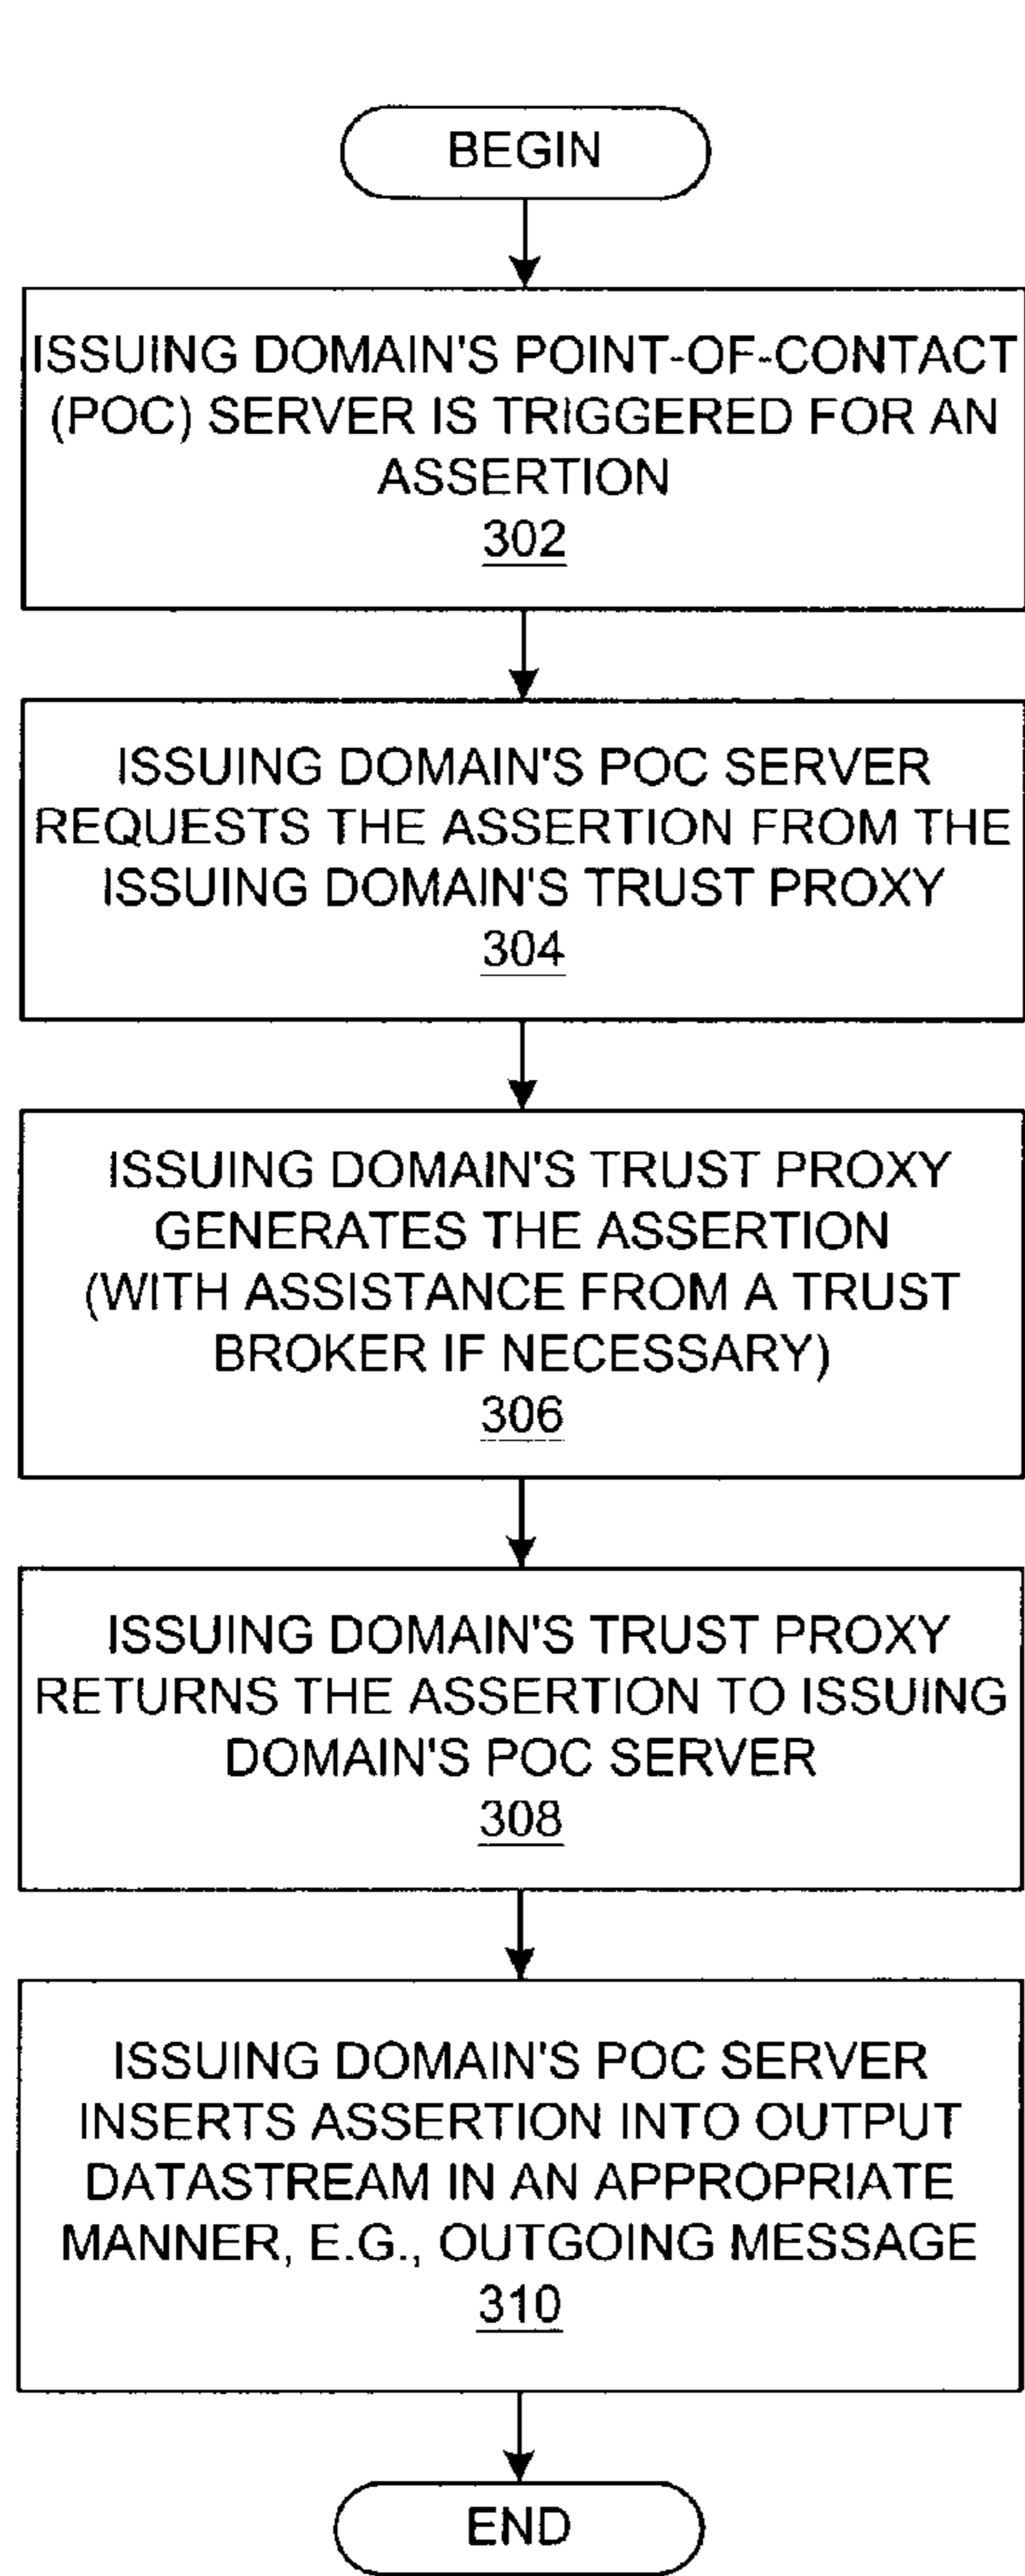 BEGIN
ISSUING DOMAIN'S POINT-OF-CONTACT
(POC) SERVER IS TRIGGERED FOR AN
ASSERTION
302
ISSUING DOMAIN'S POC SERVER
REQUESTS THE ASSERTION FROM THE
ISSUING DOMAIN'S TRUST PROXY
304
ISSUING DOMAIN'S TRUST PROXY
GENERATES THE ASSERTION
(WITH ASSISTANCE FROM A TRUST
BROKER IF NECESSARY)
306
ISSUING DOMAIN'S TRUST PROXY
RETURNS THE ASSERTION TO ISSUING
DOMAIN'S POC SERVER
308
ISSUING DOMAIN'S POC SERVER
INSERTS ASSERTION INTO OUTPUT
DATASTREAM IN AN APPROPRIATE
MANNER, E.G., OUTGOING MESSAGE
310
END